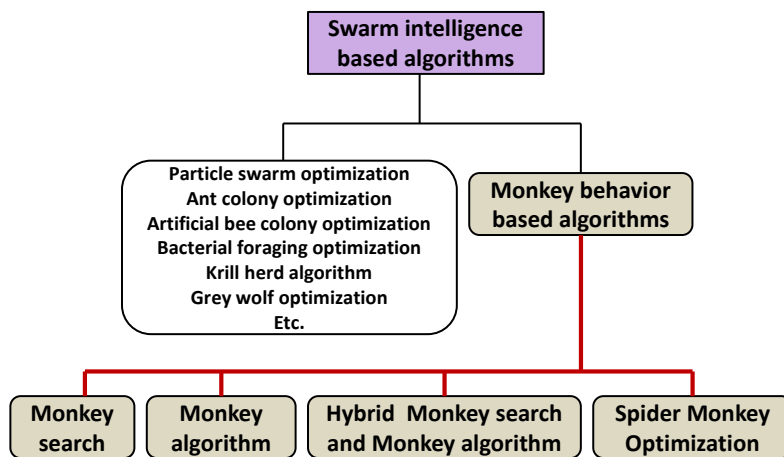 Swarm intelligence
based algorithms
Particle swarm optimization
Ant colony optimization
Artificial bee colony optimization
Bacterial foraging optimization
Krill herd algorithm
Grey wolf optimization
Etc.
Monkey behavior
based algorithms
Monkey
search
Monkey
algorithm
Hybrid Monkey search
and Monkey algorithm
Spider Monkey
Optimization